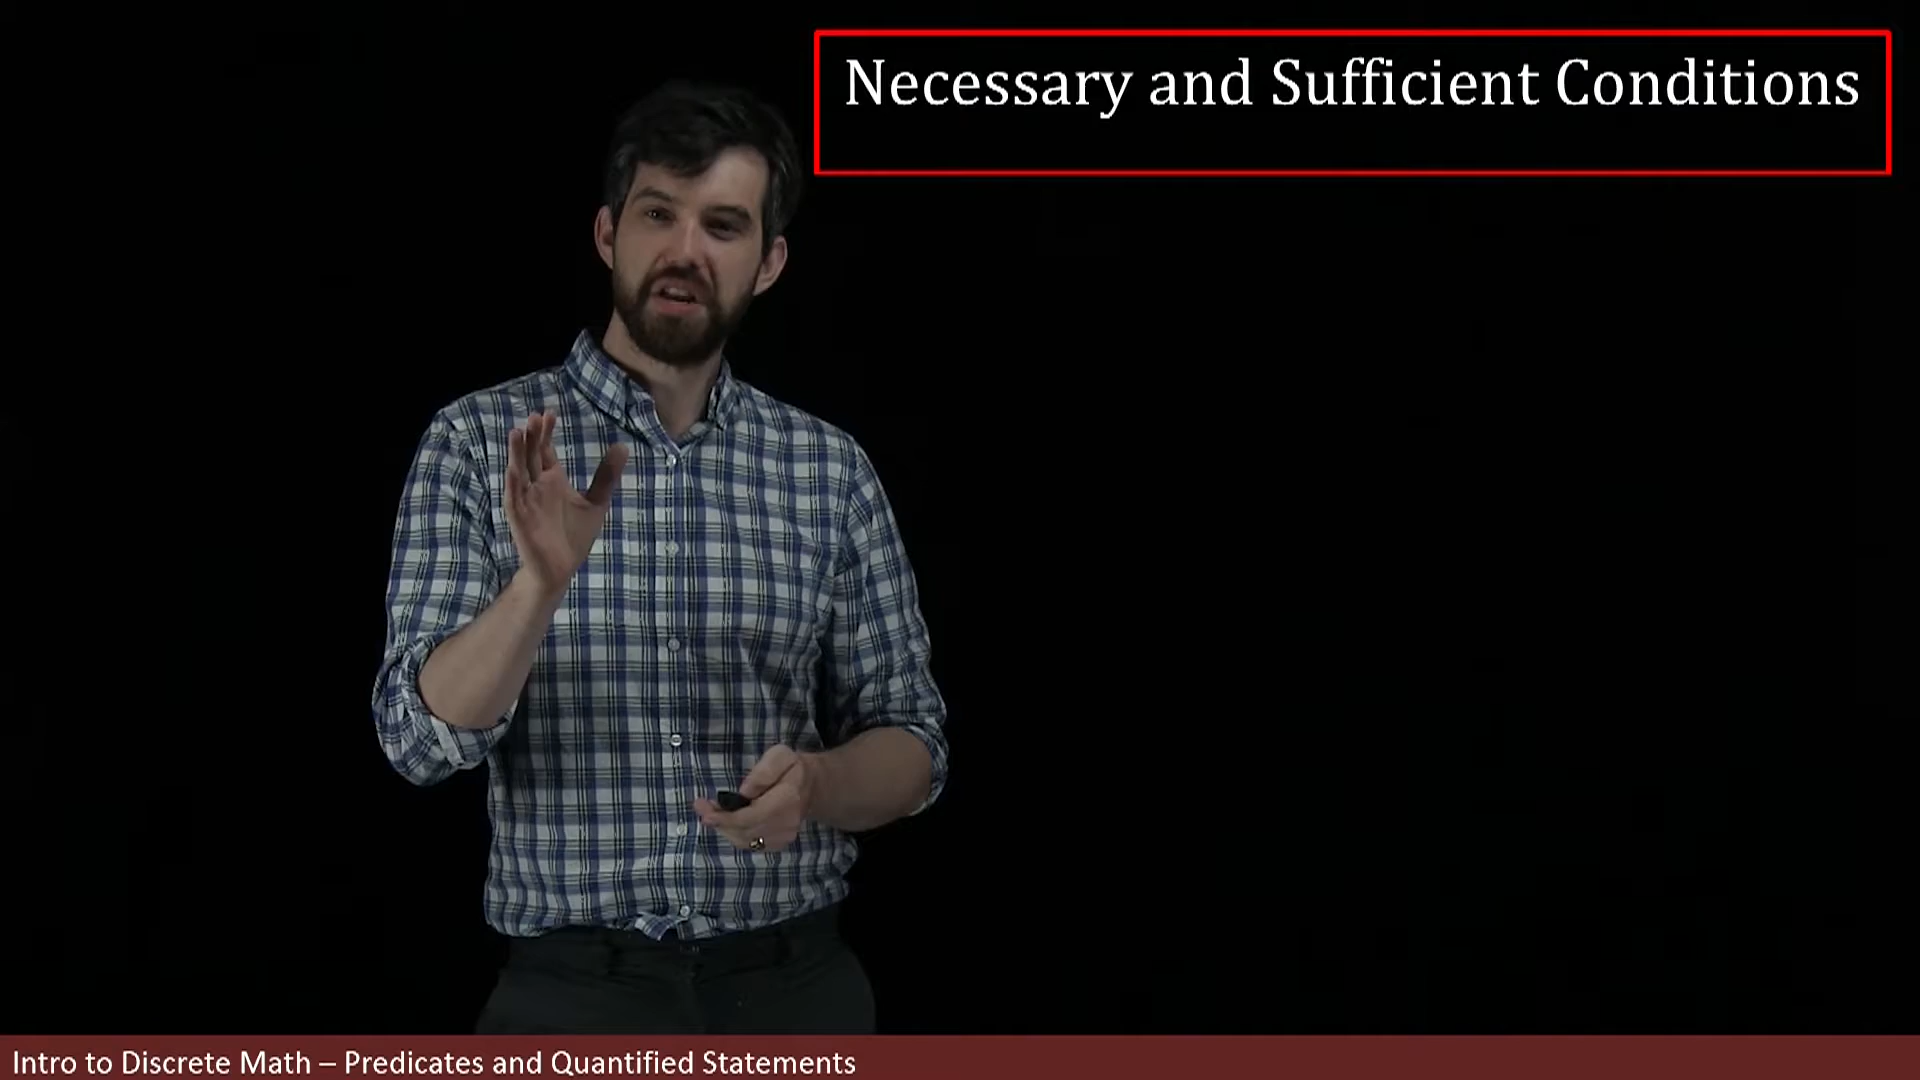 Necessary and Sufficient Conditions
Intro to Discrete Math – Predicates and Quantified Statements